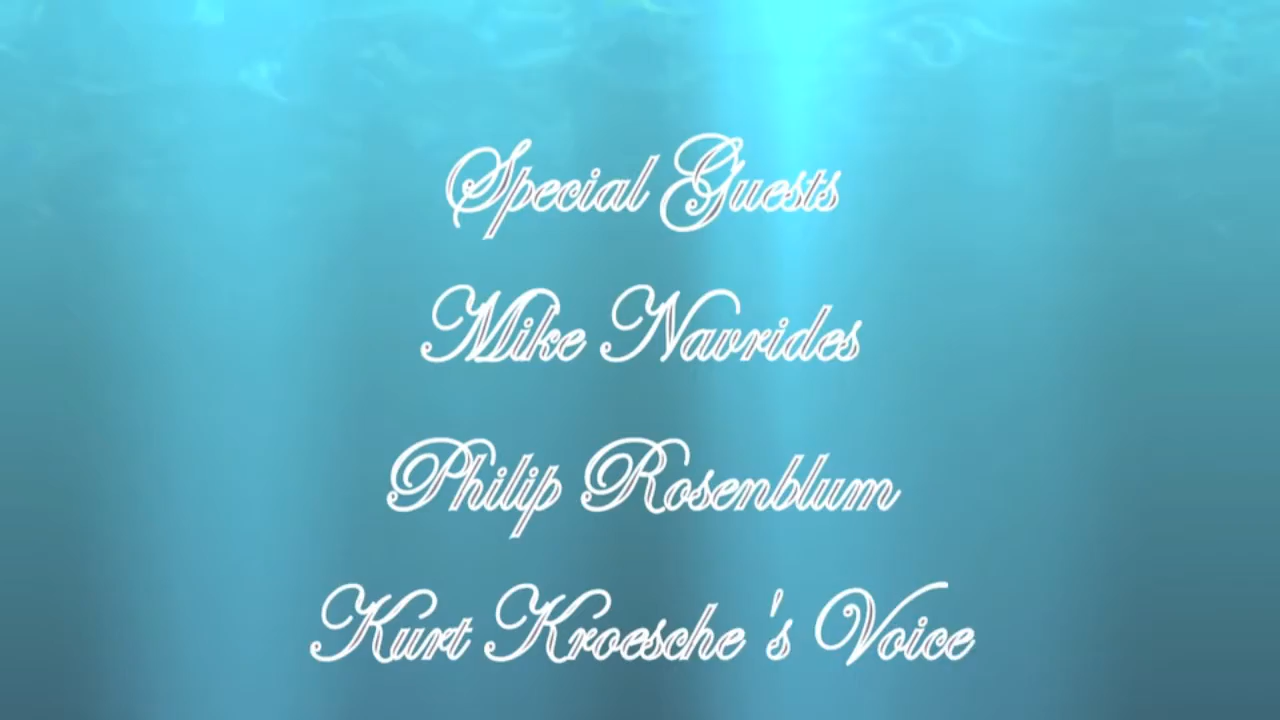 Special Guests
Mike Navrides
Philip Rosenblum
Kurt Kroesche 's Voice